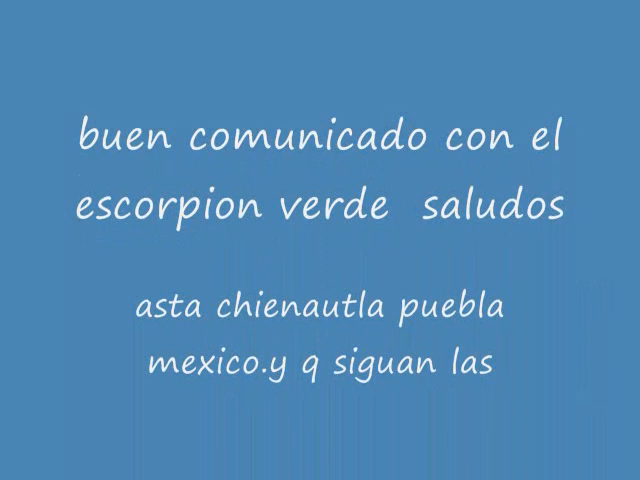 buen comunicado con el
escorpion verde saludos
asta chienautla puebla
mexico.y q siguan las